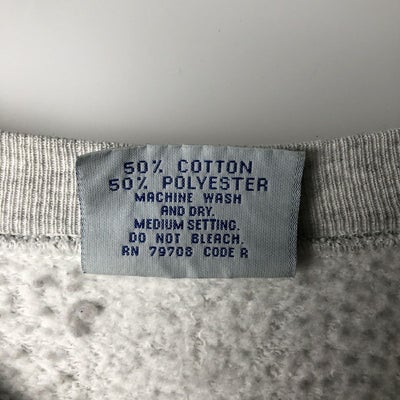 50% COTTON
50% POLYESTER
MACHINE WASH
AND DRY.
MEDIUM SETTING.
DO NOT BLEACH.
RN 79708 CODE R